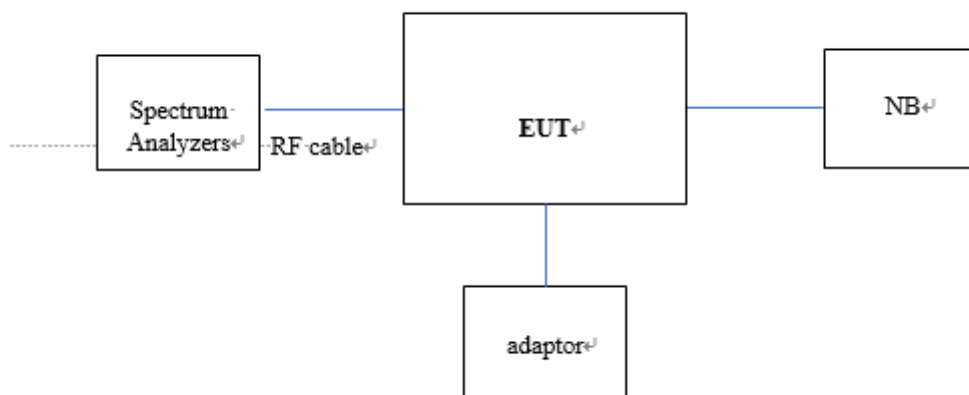 Spectrum
Analyzers
RF cable
EUT
NB
adaptor